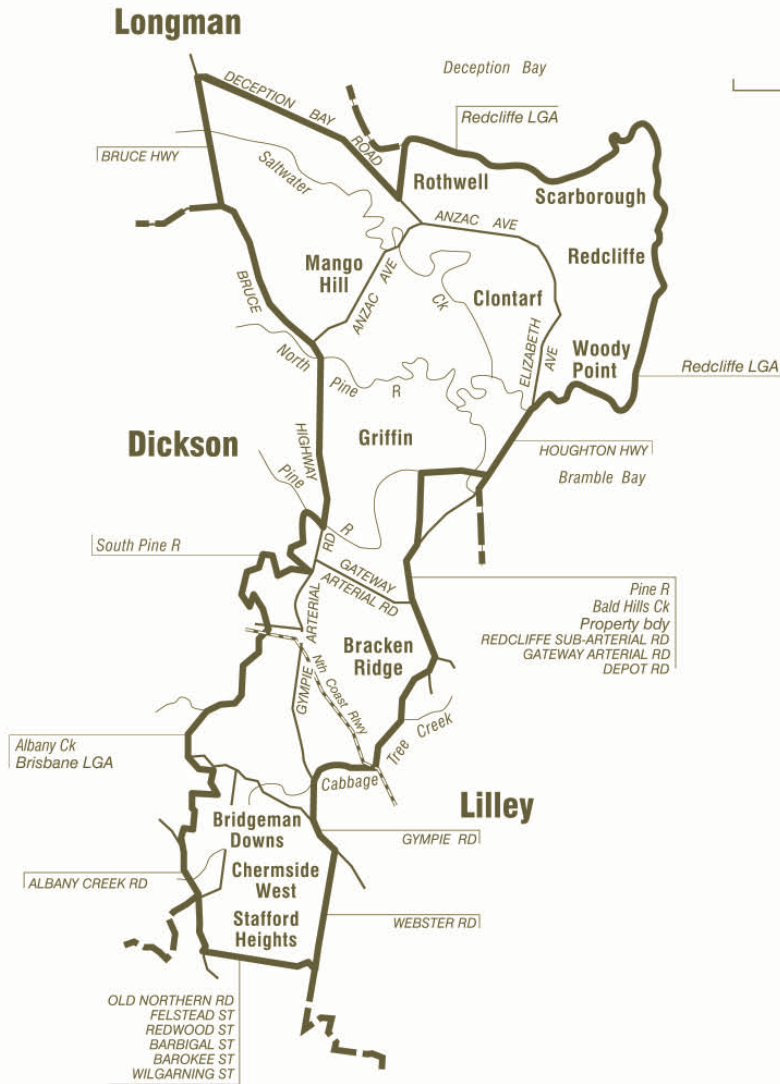 Longman
Deception Bay
DECEPTION BAY ROAD
Redcliffe LGA
BRUCE HWY
Saltwater
Rothwell
Scarborough
ANZAC AVE
Redcliffe
Mango
Hill
ANZAC AVE
Ck
Clontarf
BRUCE
ELIZABETH
AVE
Woody
Point
North Pine R
Redcliffe LGA
Dickson
HIGHWAY
Griffin
HOUGHTON HWY
Bramble Bay
Pine R
South Pine R
RD
GATEWAY
ARTERIAL RD
Pine R
Bald Hills Ck
Property bdy
REDCLIFFE SUB-ARTERIAL RD
GATEWAY ARTERIAL RD
DEPOT RD
ARTERIAL
Bracken
Ridge
GYMPIE
Nth Coast Rlwy
Albany Ck
Brisbane LGA
Cabbage Tree Creek
Lilley
Bridgeman
Downs
GYMPIE RD
Chermside
West
ALBANY CREEK RD
Stafford
Heights
WEBSTER RD
OLD NORTHERN RD
FELSTEAD ST
REDWOOD ST
BARBIGAL ST
BAROKEE ST
WILGARNING ST